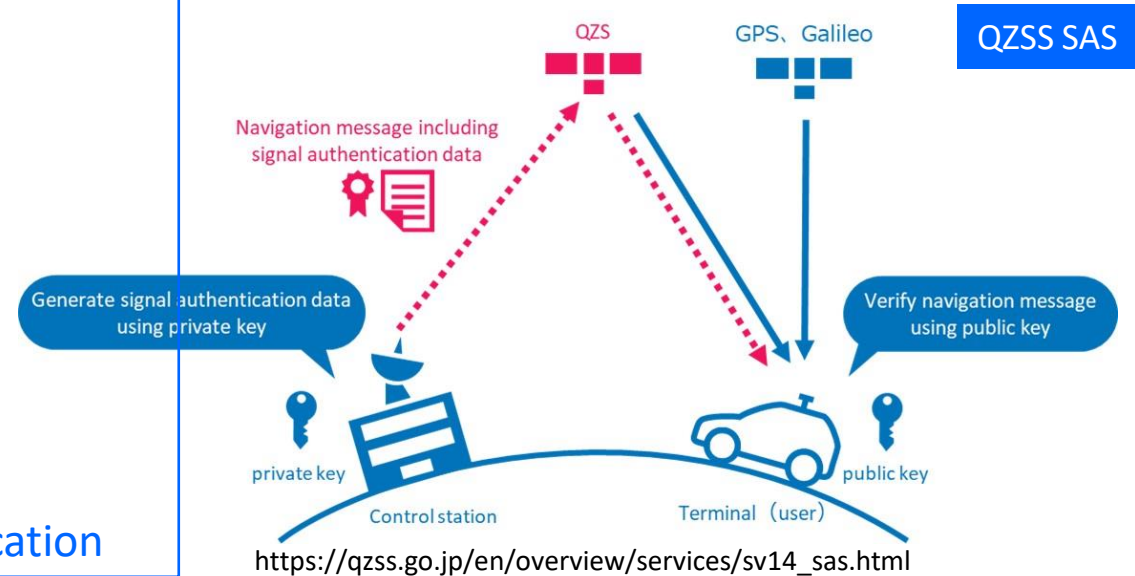 QZSS SAS
QZS
GPS、Galileo
Navigation message including
signal authentication data
Generate signal authentication data
using private key
Verify navigation message
using public key
private key
public key
Control station
Terminal（user）
cation
https://qzss.go.jp/en/overview/services/sv14_sas.html